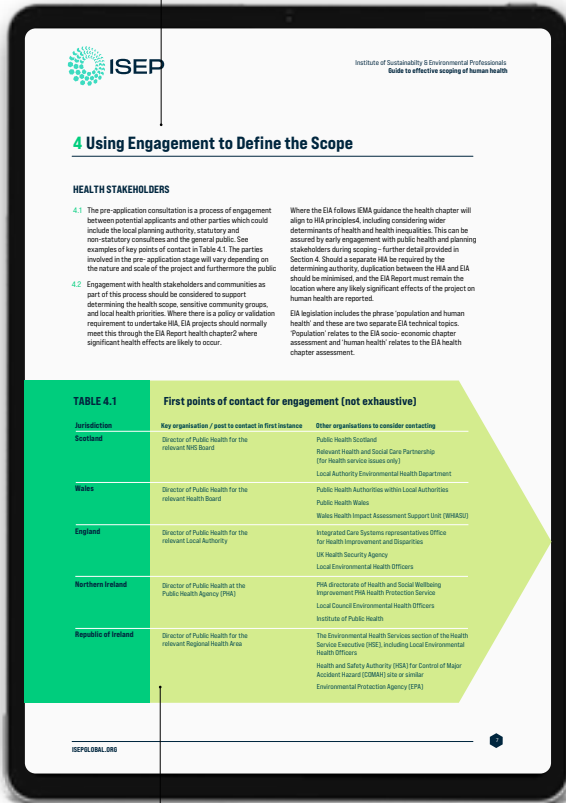 ISEP
Institute of Sustainabilty & Environmental Professionals
Guide to effective scoping of human health
4 Using Engagement to Define the Scope
HEALTH STAKEHOLDERS
4.1 The pre-application consultation is a process of engagement
between potential applicants and other parties which could
include the local planning authority, statutory and
non-statutory consultees and the general public. See
examples of key points of contact in Table 4.1. The parties
involved in the pre- application stage will vary depending on
the nature and scale of the project and furthermore the public
4.2 Engagement with health stakeholders and communities as
part of this process should be considered to support
determining the health scope, sensitive community groups,
and local health priorities. Where there is a policy or validation
requirement to undertake HIA, EIA projects should normally
meet this through the EIA Report health chapter2 where
significant health effects are likely to occur.
Where the EIA follows IEMA guidance the health chapter will
align to HIA principles4, including considering wider
determinants of health and health inequalities. This can be
assured by early engagement with public health and planning
stakeholders during scoping – further detail provided in
Section 4. Should a separate HIA be required by the
determining authority, duplication between the HIA and EIA
should be minimised, and the EIA Report must remain the
location where any likely significant effects of the project on
human health are reported.
EIA legislation includes the phrase 'population and human
health' and these are two separate EIA technical topics.
'Population' relates to the EIA socio- economic chapter
assessment and 'human health' relates to the EIA health
chapter assessment.
TABLE 4.1 First points of contact for engagement (not exhaustive)
Jurisdiction Key organisation / post to contact in first instance Other organisations to consider contacting
Scotland
Director of Public Health for the
relevant NHS Board
Public Health Scotland
Relevant Health and Social Care Partnership
(for Health service issues only)
Local Authority Environmental Health Department
Wales
Director of Public Health for the
relevant Health Board
Public Health Authorities within Local Authorities
Public Health Wales
Wales Health Impact Assessment Support Unit (WHIASU)
England
Director of Public Health for the
relevant Local Authority
Integrated Care Systems representatives Office
for Health Improvement and Disparities
UK Health Security Agency
Local Environmental Health Officers
Northern Ireland
Director of Public Health at the
Public Health Agency (PHA)
PHA directorate of Health and Social Wellbeing
Improvement PHA Health Protection Service
Local Council Environmental Health Officers
Institute of Public Health
Republic of Ireland
Director of Public Health for the
relevant Regional Health Area
The Environmental Health Services section of the Health
Service Executive (HSE), including Local Environmental
Health Officers
Health and Safety Authority (HSA) for Control of Major
Accident Hazard (COMAH) site or similar
Environmental Protection Agency (EPA)
ISEPGLOBAL.ORG
7